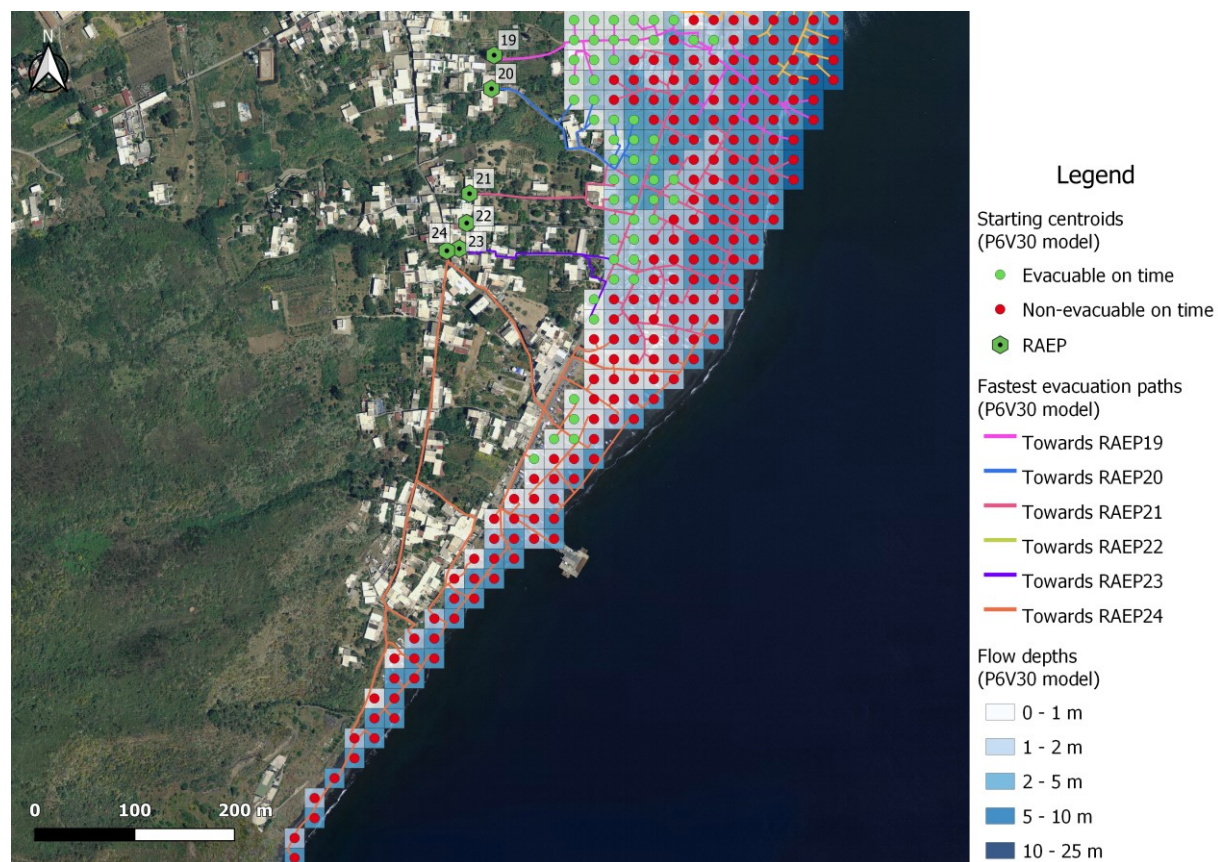 N
19
20
21
22
24
23
0
100
200 m
Legend
Starting centroids
(P6V30 model)
Evacuable on time
Non-evacuable on time
RAEP
Fastest evacuation paths
(P6V30 model)
Towards RAEP19
Towards RAEP20
Towards RAEP21
Towards RAEP22
Towards RAEP23
Towards RAEP24
Flow depths
(P6V30 model)
0 - 1 m
1 - 2 m
2 - 5 m
5 - 10 m
10 - 25 m